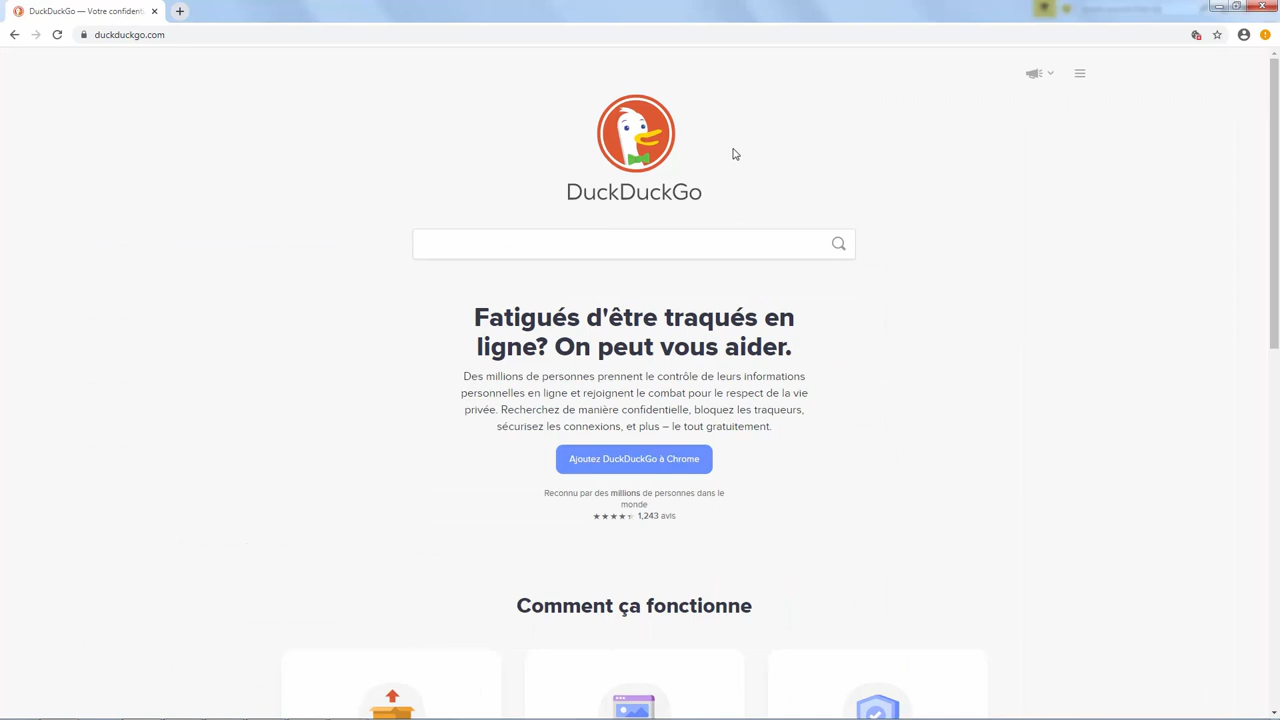 DuckDuckGo — Votre confident
duckduckgo.com
DuckDuckGo
Fatigués d'être traqués en
ligne? On peut vous aider.
Des millions de personnes prennent le contrôle de leurs informations
personnelles en ligne et rejoignent le combat pour le respect de la vie
privée. Recherchez de manière confidentielle, bloquez les traqueurs,
sécurisez les connexions, et plus – le tout gratuitement.
Ajoutez DuckDuckGo à Chrome
Reconnu par des millions de personnes dans le
monde
1,243 avis
Comment ça fonctionne